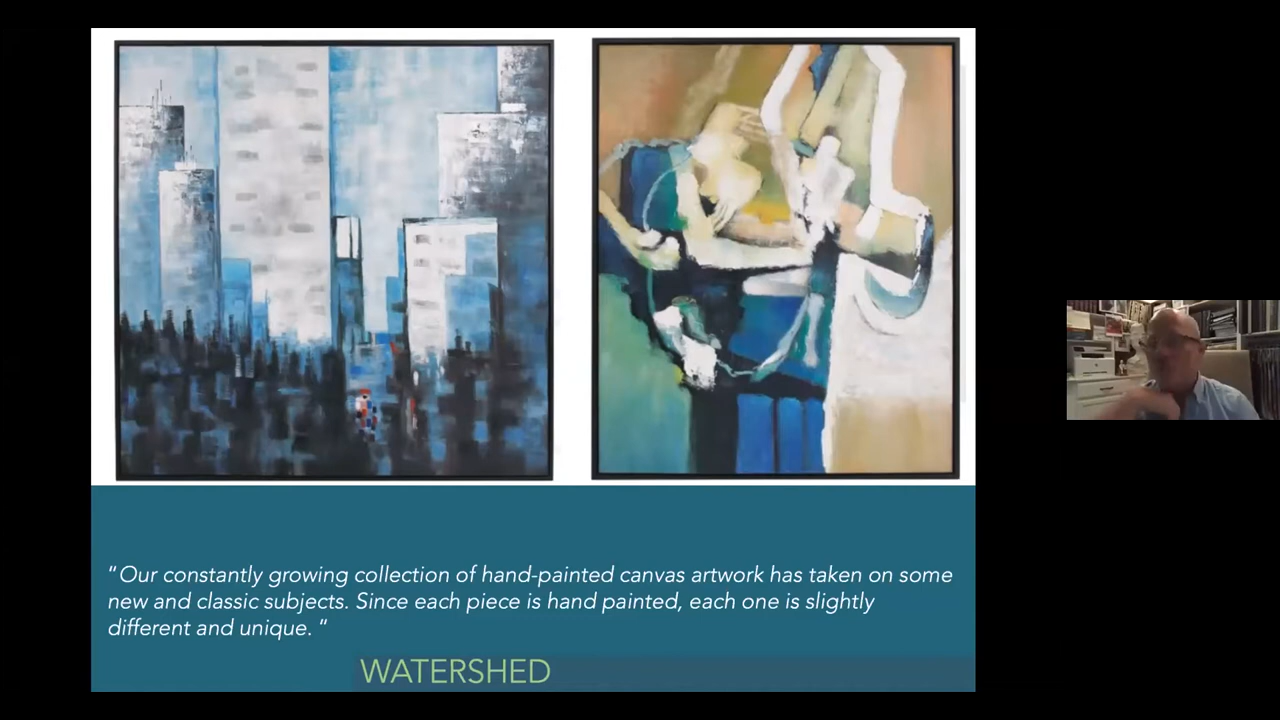 "Our constantly growing collection of hand-painted canvas artwork has taken on some
new and classic subjects. Since each piece is hand painted, each one is slightly
different and unique. "
WATERSHED